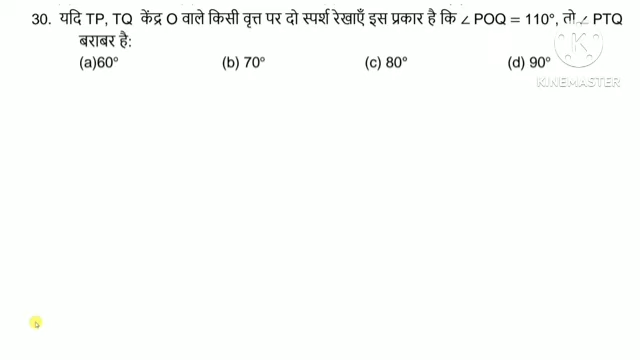 30. यदि TP, TQ केंद्र O वाले किसी वृत्त पर दो स्पर्श रेखाएँ इस प्रकार है कि ∠ POQ = 110°, तो ∠ PTQ
बराबर है:
(a)60° (b) 70° (c) 80° (d) 90°
KINEMASTER